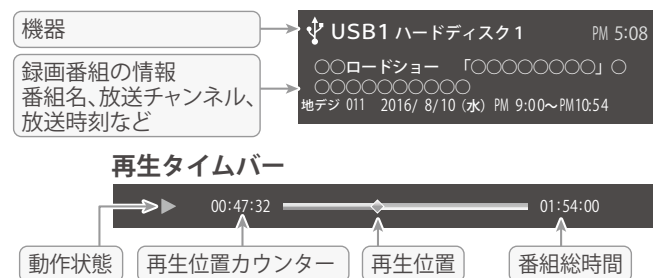 機器
USB1 ハードディスク1 PM 5:08
録画番組の情報
番組名、放送チャンネル、
放送時刻など
○○ロードショー 「○○○○○○○○」○
○○○○○○○○○○
地デジ 011 2016/ 8/10 (水) PM 9:00〜PM10:54
再生タイムバー
00:47:32 01:54:00
動作状態 再生位置カウンター 再生位置 番組総時間